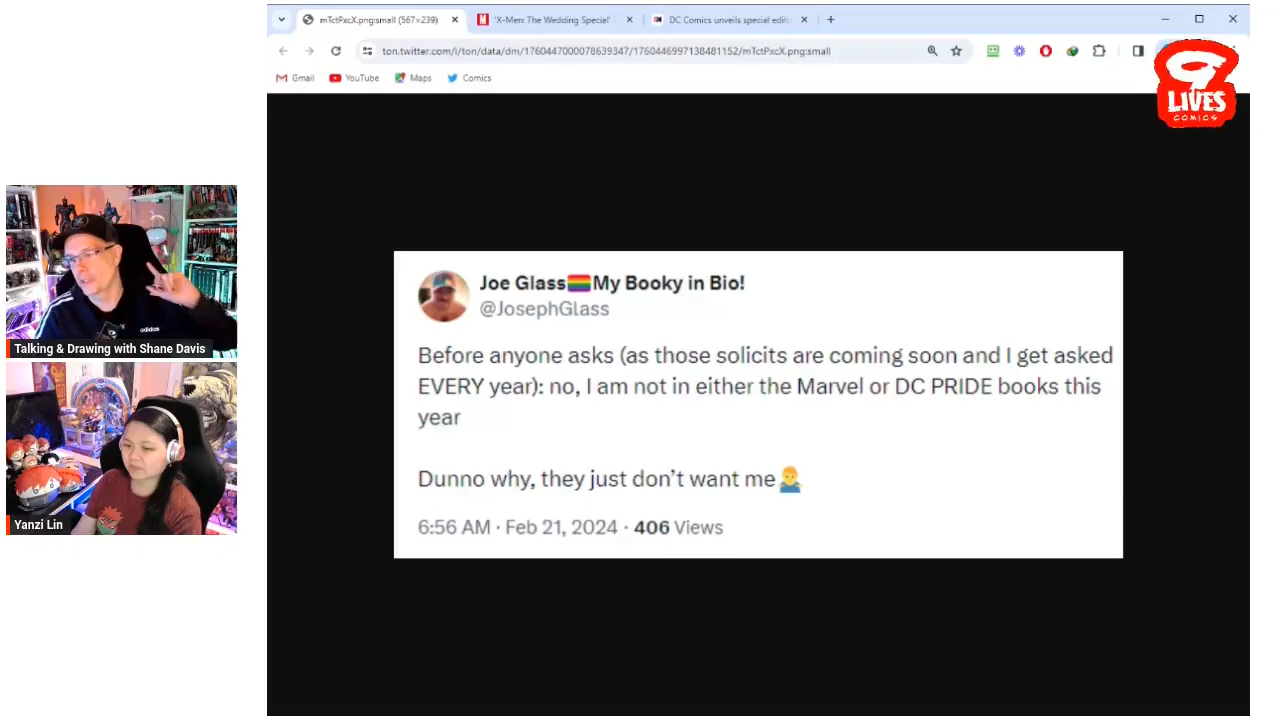 mTctPxcX.png:small (567×239)
'X-Men: The Wedding Special'
DC Comics unveils special editi
ton.twitter.com/i/ton/data/dm/1760447000078639347/1760446997138481152/mTctPxcX.png:small
Gmail
YouTube
Maps
Comics
9
LIVES
COMICS
Joe Glass🏳️‍🌈My Booky in Bio!
@JosephGlass
Before anyone asks (as those solicits are coming soon and I get asked
EVERY year): no, I am not in either the Marvel or DC PRIDE books this
year
Dunno why, they just don't want me🤷‍♂️
6:56 AM · Feb 21, 2024 · 406 Views
adidas
Talking & Drawing with Shane Davis
Yanzi Lin